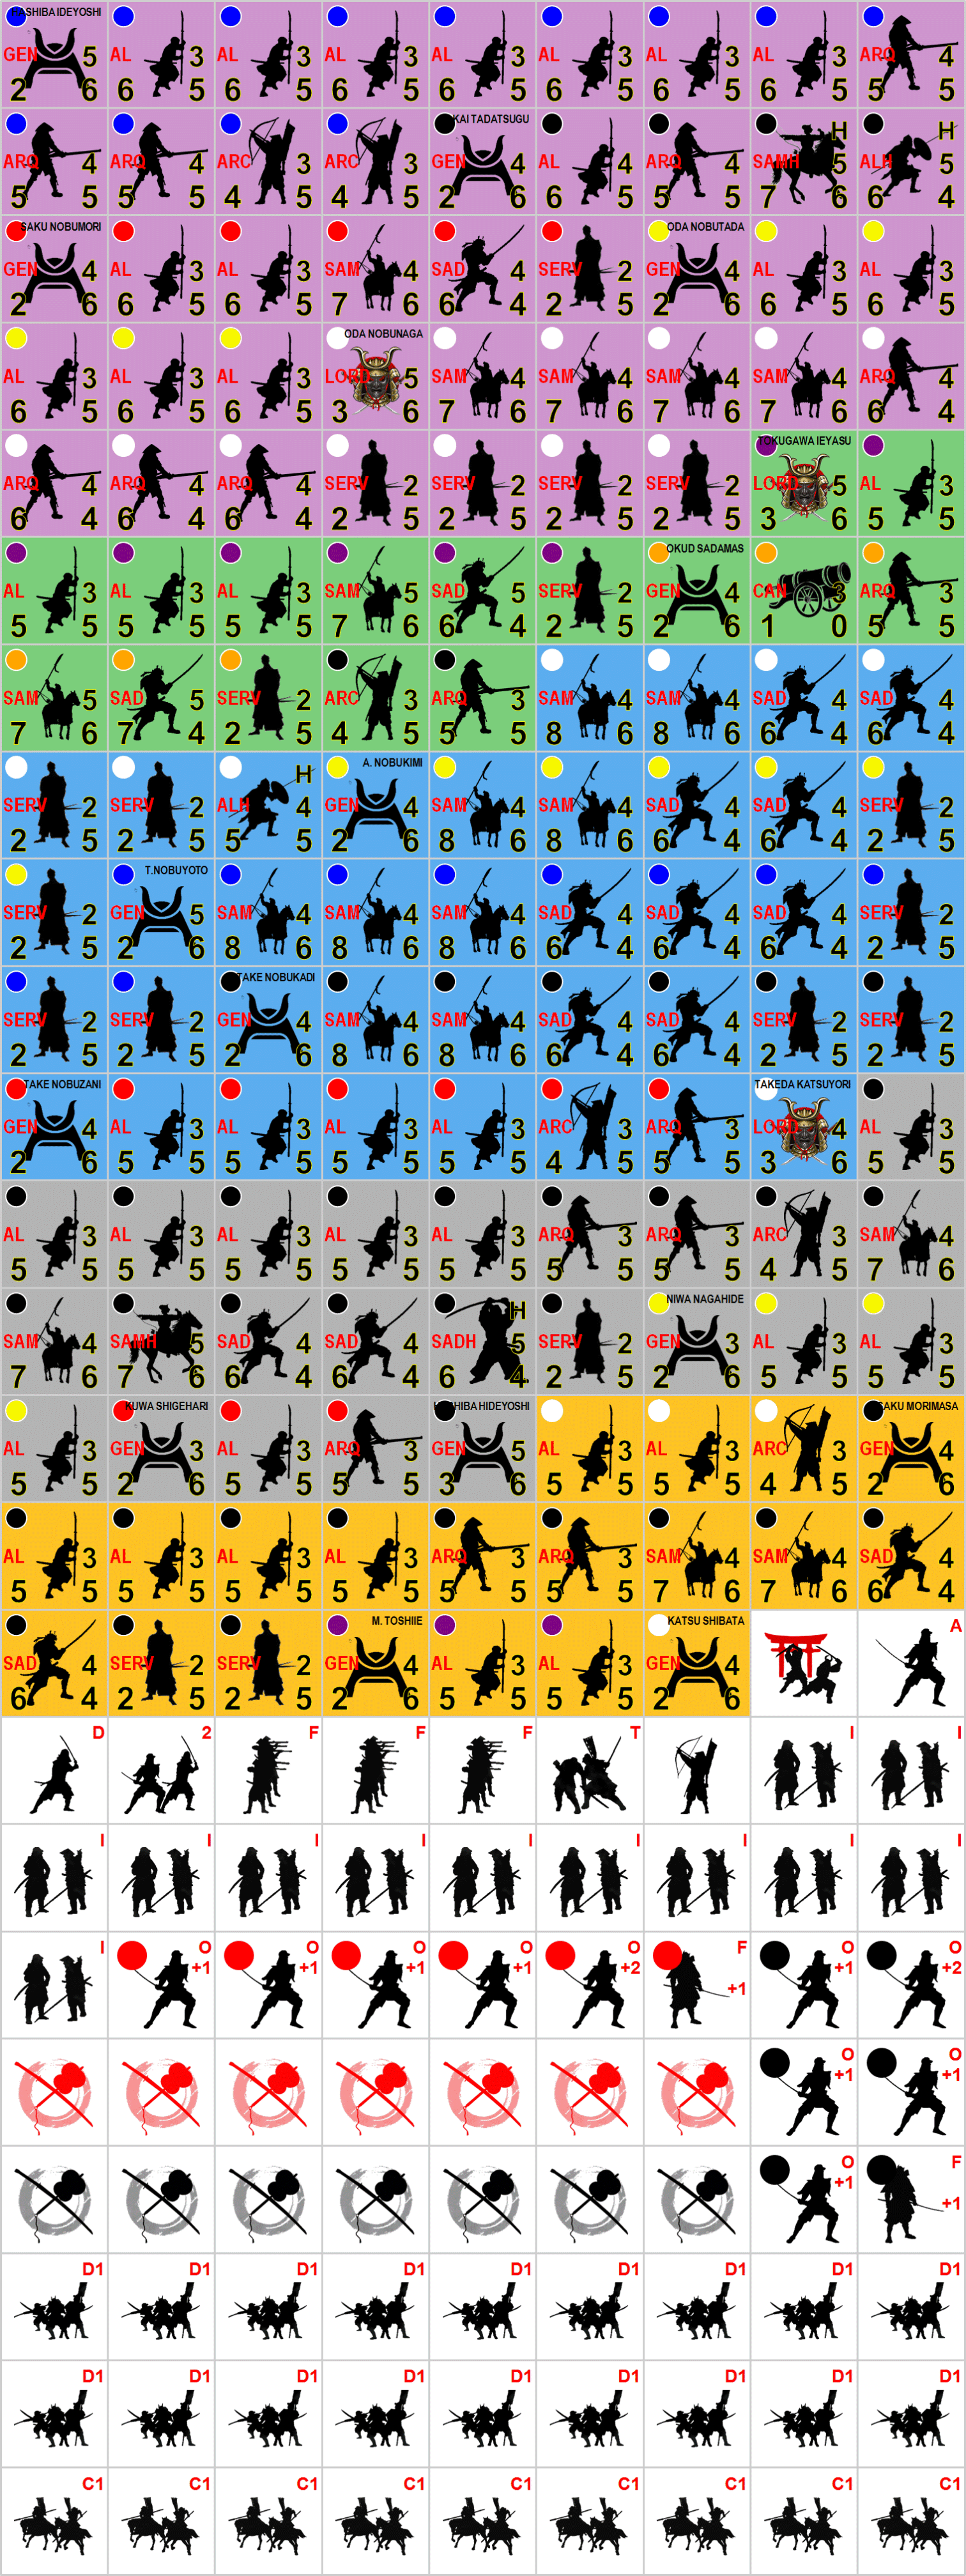 HASHIBA IDEYOSHI
GEN 5 AL 3 AL 3 AL 3 AL 3 AL 3 AL 3 AL 3 ARQ 4
2 6 6 5 6 5 6 5 6 5 6 5 6 5 6 5 5 5
KAI TADATSUGU H H
ARQ 4 ARQ 4 ARC 3 ARC 3 GEN 4 AL 4 ARQ 4 SAMH 5 ALH 5
5 5 5 5 4 5 4 5 2 6 6 5 5 5 7 6 6 4
SAKU NOBUMORI ODA NOBUTADA
GEN 4 AL 3 AL 3 SAM 4 SAD 4 SERV 2 GEN 4 AL 3 AL 3
2 6 6 5 6 5 7 6 6 4 2 5 2 6 6 5 6 5
ODA NOBUNAGA
AL 3 AL 3 AL 3 LORD 5 SAM 4 SAM 4 SAM 4 SAM 4 ARQ 4
6 5 6 5 6 5 3 6 7 6 7 6 7 6 7 6 6 4
TOKUGAWA IEYASU
ARQ 4 ARQ 4 ARQ 4 SERV 2 SERV 2 SERV 2 SERV 2 LORD 5 AL 3
6 4 6 4 6 4 2 5 2 5 2 5 2 5 3 6 5 5
OKUD SADAMAS
AL 3 AL 3 AL 3 SAM 5 SAD 5 SERV 2 GEN 4 CAN 3 ARQ 3
5 5 5 5 5 5 7 6 6 4 2 5 2 6 1 0 5 5
SAM 5 SAD 5 SERV 2 ARC 3 ARQ 3 SAM 4 SAM 4 SAD 4 SAD 4
7 6 7 4 2 5 4 5 5 5 8 6 8 6 6 4 6 4
H A. NOBUKIMI
SERV 2 SERV 2 ALH 4 GEN 4 SAM 4 SAM 4 SAD 4 SAD 4 SERV 2
2 5 2 5 5 5 2 6 8 6 8 6 6 4 6 4 2 5
T.NOBUYOTO
SERV 2 GEN 5 SAM 4 SAM 4 SAM 4 SAD 4 SAD 4 SAD 4 SERV 2
2 5 2 6 8 6 8 6 8 6 6 4 6 4 6 4 2 5
TAKE NOBUKADI
SERV 2 SERV 2 GEN 4 SAM 4 SAM 4 SAD 4 SAD 4 SERV 2 SERV 2
2 5 2 5 2 6 8 6 8 6 6 4 6 4 2 5 2 5
TAKE NOBUZANI TAKEDA KATSUYORI
GEN 4 AL 3 AL 3 AL 3 AL 3 ARC 3 ARQ 3 LORD 4 AL 3
2 6 5 5 5 5 5 5 5 5 4 5 5 5 3 6 5 5
AL 3 AL 3 AL 3 AL 3 AL 3 ARQ 3 ARQ 3 ARC 3 SAM 4
5 5 5 5 5 5 5 5 5 5 5 5 5 5 4 5 7 6
H NIWA NAGAHIDE
SAM 4 SAMH 5 SAD 4 SAD 4 SADH 5 SERV 2 GEN 3 AL 3 AL 3
7 6 7 6 6 4 6 4 6 4 2 5 2 6 5 5 5 5
KUWA SHIGEHARI HASHIBA HIDEYOSHI SAKU MORIMASA
AL 3 GEN 3 AL 3 ARQ 3 GEN 5 AL 3 AL 3 ARC 3 GEN 4
5 5 2 6 5 5 5 5 3 6 5 5 5 5 4 5 2 6
AL 3 AL 3 AL 3 AL 3 ARQ 3 ARQ 3 SAM 4 SAM 4 SAD 4
5 5 5 5 5 5 5 5 5 5 5 5 7 6 7 6 6 4
M. TOSHIIE KATSU SHIBATA A
SAD 4 SERV 2 SERV 2 GEN 4 AL 3 AL 3 GEN 4
6 4 2 5 2 5 2 6 5 5 5 5 2 6
D 2 F F F T I I
I I I I I I I I I
I O O O O O F O O
+1 +1 +1 +1 +2 +1 +1 +2
O O
+1 +1
O F
+1 +1
D1 D1 D1 D1 D1 D1 D1 D1 D1
D1 D1 D1 D1 D1 D1 D1 D1 D1
C1 C1 C1 C1 C1 C1 C1 C1 C1